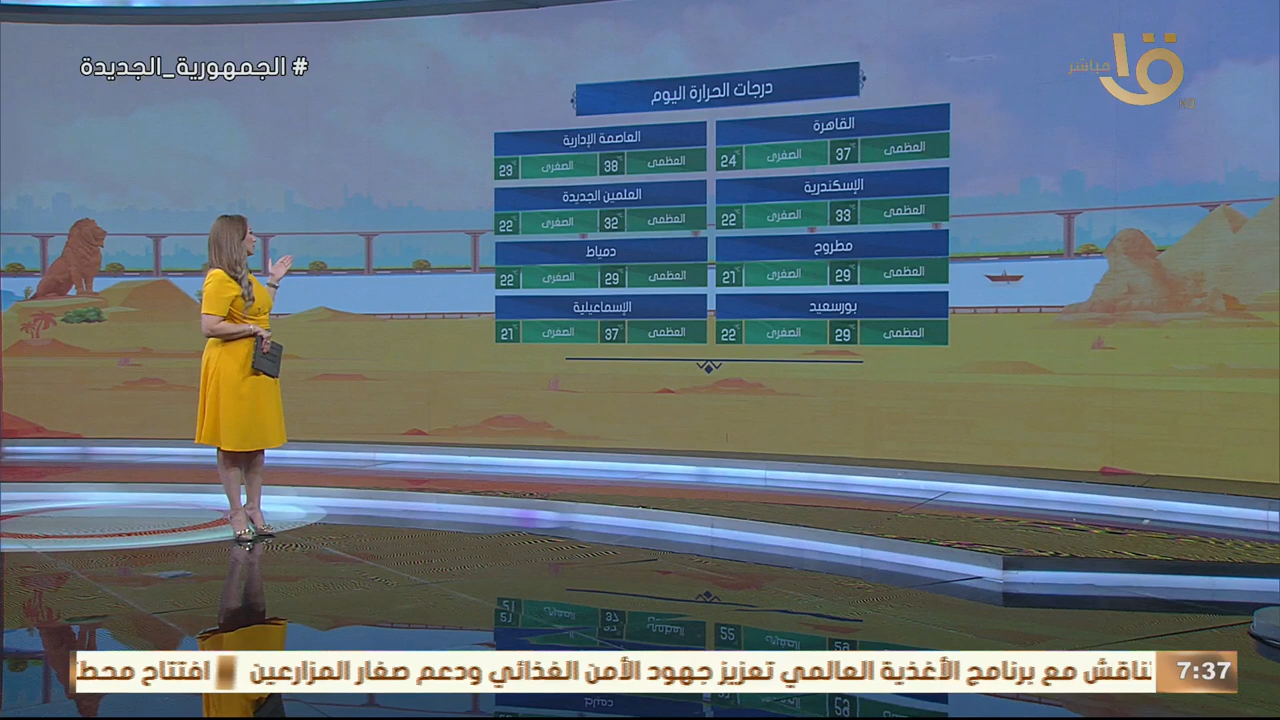 #الجمهورية_الجديدة
مباشر
HD
درجات الحرارة اليوم
القاهرة
العظمى 37 الصغرى 24
العاصمة الإدارية
العظمى 38 الصغرى 23
الإسكندرية
العظمى 33 الصغرى 22
العلمين الجديدة
العظمى 32 الصغرى 22
مطروح
العظمى 29 الصغرى 21
دمياط
العظمى 29 الصغرى 22
بورسعيد
العظمى 29 الصغرى 22
الإسماعيلية
العظمى 37 الصغرى 21
7:37
مع برنامج الأغذية العالمي تعزيز جهود الأمن الغذائي ودعم صغار المزارعين افتتاح